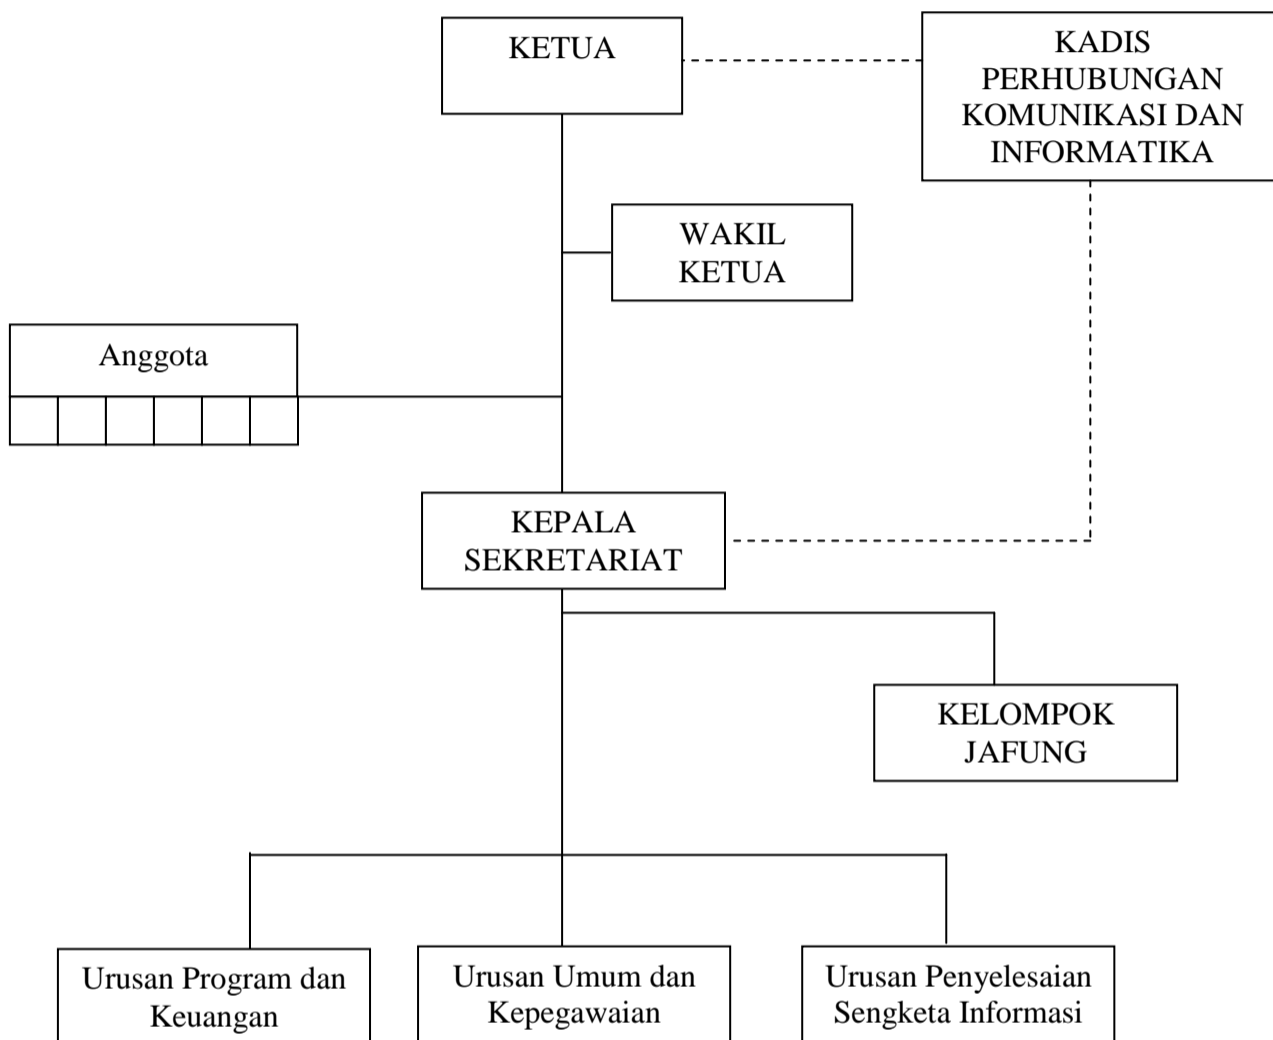 KETUA
KADIS
PERHUBUNGAN
KOMUNIKASI DAN
INFORMATIKA
WAKIL
KETUA
Anggota
KEPALA
SEKRETARIAT
KELOMPOK
JAFUNG
Urusan Program dan
Keuangan
Urusan Umum dan
Kepegawaian
Urusan Penyelesaian
Sengketa Informasi